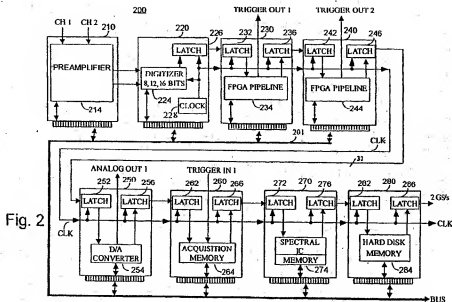 200
TRIGGER OUT 1
TRIGGER OUT 2
CH 1
CH 2
210
220
226
232
230
236
242
240
246
LATCH
LATCH
LATCH
LATCH
LATCH
PREAMPLIFIER
DIGITIZER
8, 12, 16 BITS
224
FPGA PIPELINE
FPGA PIPELINE
CLOCK
214
228
234
244
201
CLK
32
ANALOG OUT 1
TRIGGER IN 1
252
250
256
262
260
266
272
270
276
282
280
286
LATCH
LATCH
LATCH
LATCH
LATCH
LATCH
LATCH
LATCH
2 GS/s
Fig. 2
CLK
CLK
D/A
CONVERTER
ACQUISITION
MEMORY
SPECTRAL
IC
MEMORY
HARD DISK
MEMORY
254
264
274
284
BUS